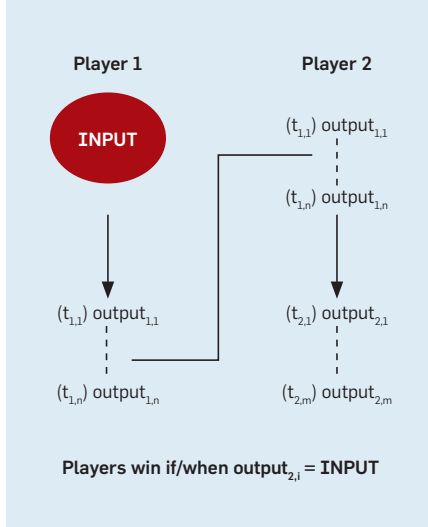 Player 1
INPUT
(t1,1) output1,1
(t1,n) output1,n
Player 2
(t1,1) output1,1
(t1,n) output1,n
(t2,1) output2,1
(t2,m) output2,m
Players win if/when output2,i = INPUT